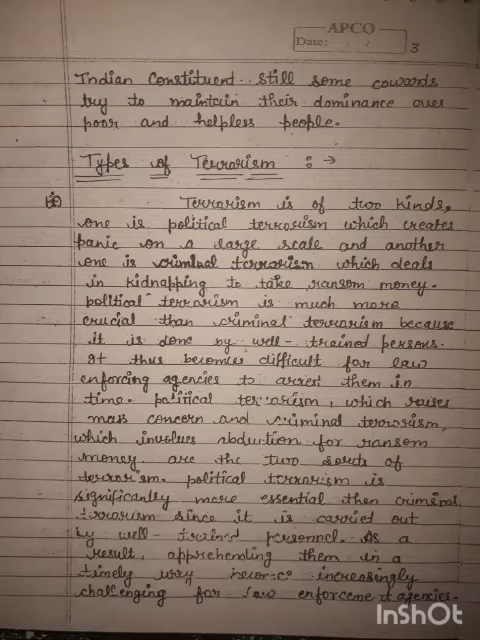 APCO
Date: / /
3
Indian Constituent. Still some cowards
try to maintain their dominance over
poor and helpless people.
Types of Terrorism :→
Terrorism is of two kinds,
one is political terrorism which creates
panic on a large scale and another
one is criminal terrorism which deals
in kidnapping to take ransom money.
political terrorism is much more
crucial than criminal terrorism because
it is done by well-trained persons.
It thus becomes difficult for law
enforcing agencies to arrest them in
time. political terrorism, which raises
mass concern and criminal terrorism,
which involves abduction for ransom
money are the two sorts of
terrorism. political terrorism is
significantly more essential then criminal
terrorism since it is carried out
by well-trained personnel. As a
result, apprehending them in a
timely way becomes increasingly
challenging for law enforcement agencies.
InShOt